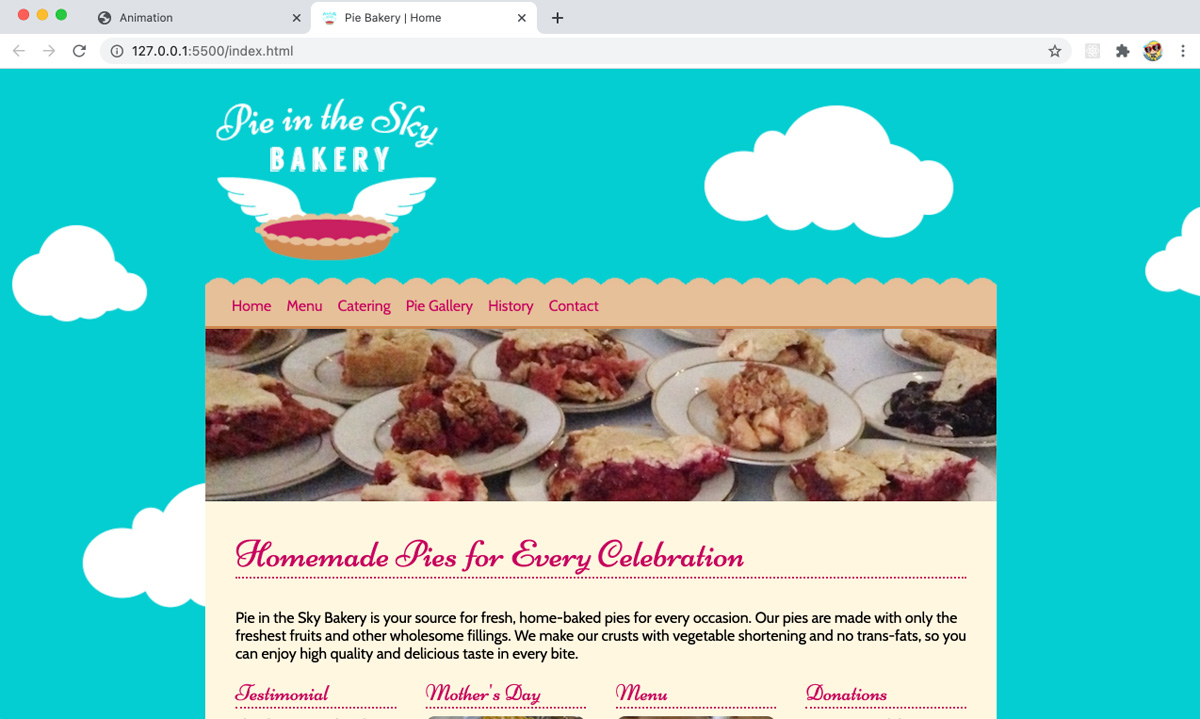 Animation
Pie Bakery | Home
127.0.0.1:5500/index.html
Pie in the Sky
BAKERY
Home Menu Catering Pie Gallery History Contact
Homemade Pies for Every Celebration
Pie in the Sky Bakery is your source for fresh, home-baked pies for every occasion. Our pies are made with only the
freshest fruits and other wholesome fillings. We make our crusts with vegetable shortening and no trans-fats, so you
can enjoy high quality and delicious taste in every bite.
Testimonial Mother's Day Menu Donations